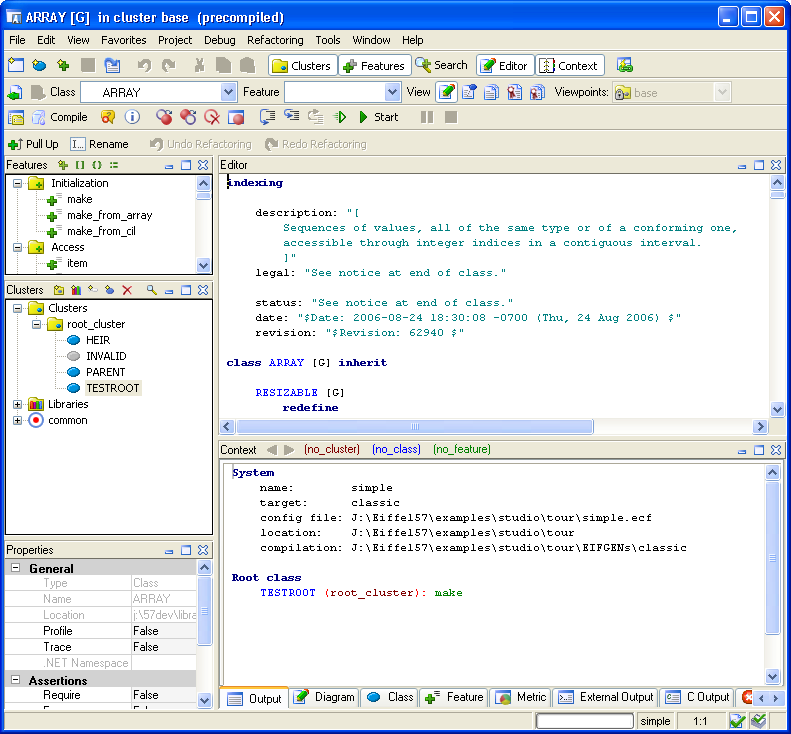 ARRAY [G]  in cluster base  (precompiled)
File Edit View Favorites Project Debug Refactoring Tools Window Help
Clusters Features Search Editor Context
Class ARRAY Feature View Viewpoints: base
Compile Start
Pull Up Rename Undo Refactoring Redo Refactoring
Features
Initialization
make
make_from_array
make_from_cil
Access
item
Clusters
Clusters
root_cluster
HEIR
INVALID
PARENT
TESTROOT
Libraries
common
Properties
General
Type Class
Name ARRAY
Location j:\57dev\libra
Profile False
Trace False
.NET Namespace
Assertions
Require False
Editor
indexing
description: "[
Sequences of values, all of the same type or of a conforming one,
accessible through integer indices in a contiguous interval.
]"
legal: "See notice at end of class."
status: "See notice at end of class."
date: "$Date: 2006-08-24 18:30:08 -0700 (Thu, 24 Aug 2006) $"
revision: "$Revision: 62940 $"
class ARRAY [G] inherit
RESIZABLE [G]
redefine
Context (no_cluster) (no_class) (no_feature)
System
name: simple
target: classic
config file: J:\Eiffel57\examples\studio\tour\simple.ecf
location: J:\Eiffel57\examples\studio\tour
compilation: J:\Eiffel57\examples\studio\tour\EIFGENs\classic
Root class
TESTROOT (root_cluster): make
Output Diagram Class Feature Metric External Output C Output
simple 1:1